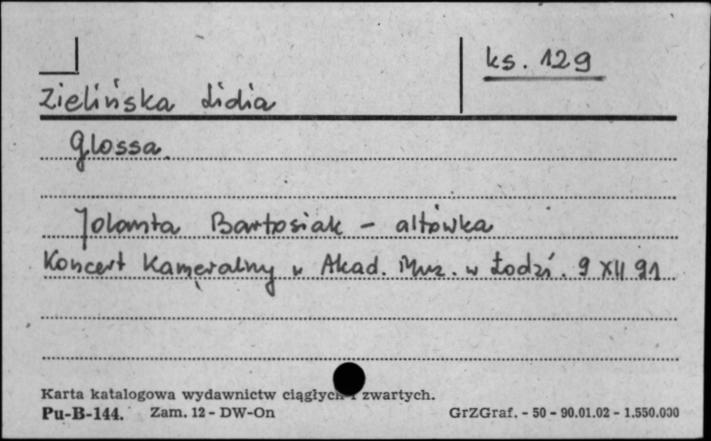 ks. 129
Zielińska Lidia
Glossa
Jolanta Bartosiak - altówka
Koncert Kameralny w Akad. Muz. w Łodzi. 9 XII 91
Karta katalogowa wydawnictw ciągłych i zwartych.
Pu-B-144. Zam. 12 - DW-On GrZGraf. - 50 - 90.01.02 - 1.550.000